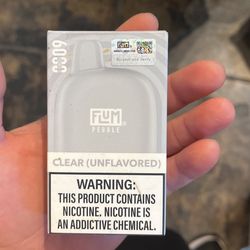 6000
FLUM
PEBBLE
CLEAR (UNFLAVORED)
WARNING:
THIS PRODUCT CONTAINS
NICOTINE. NICOTINE IS
AN ADDICTIVE CHEMICAL.